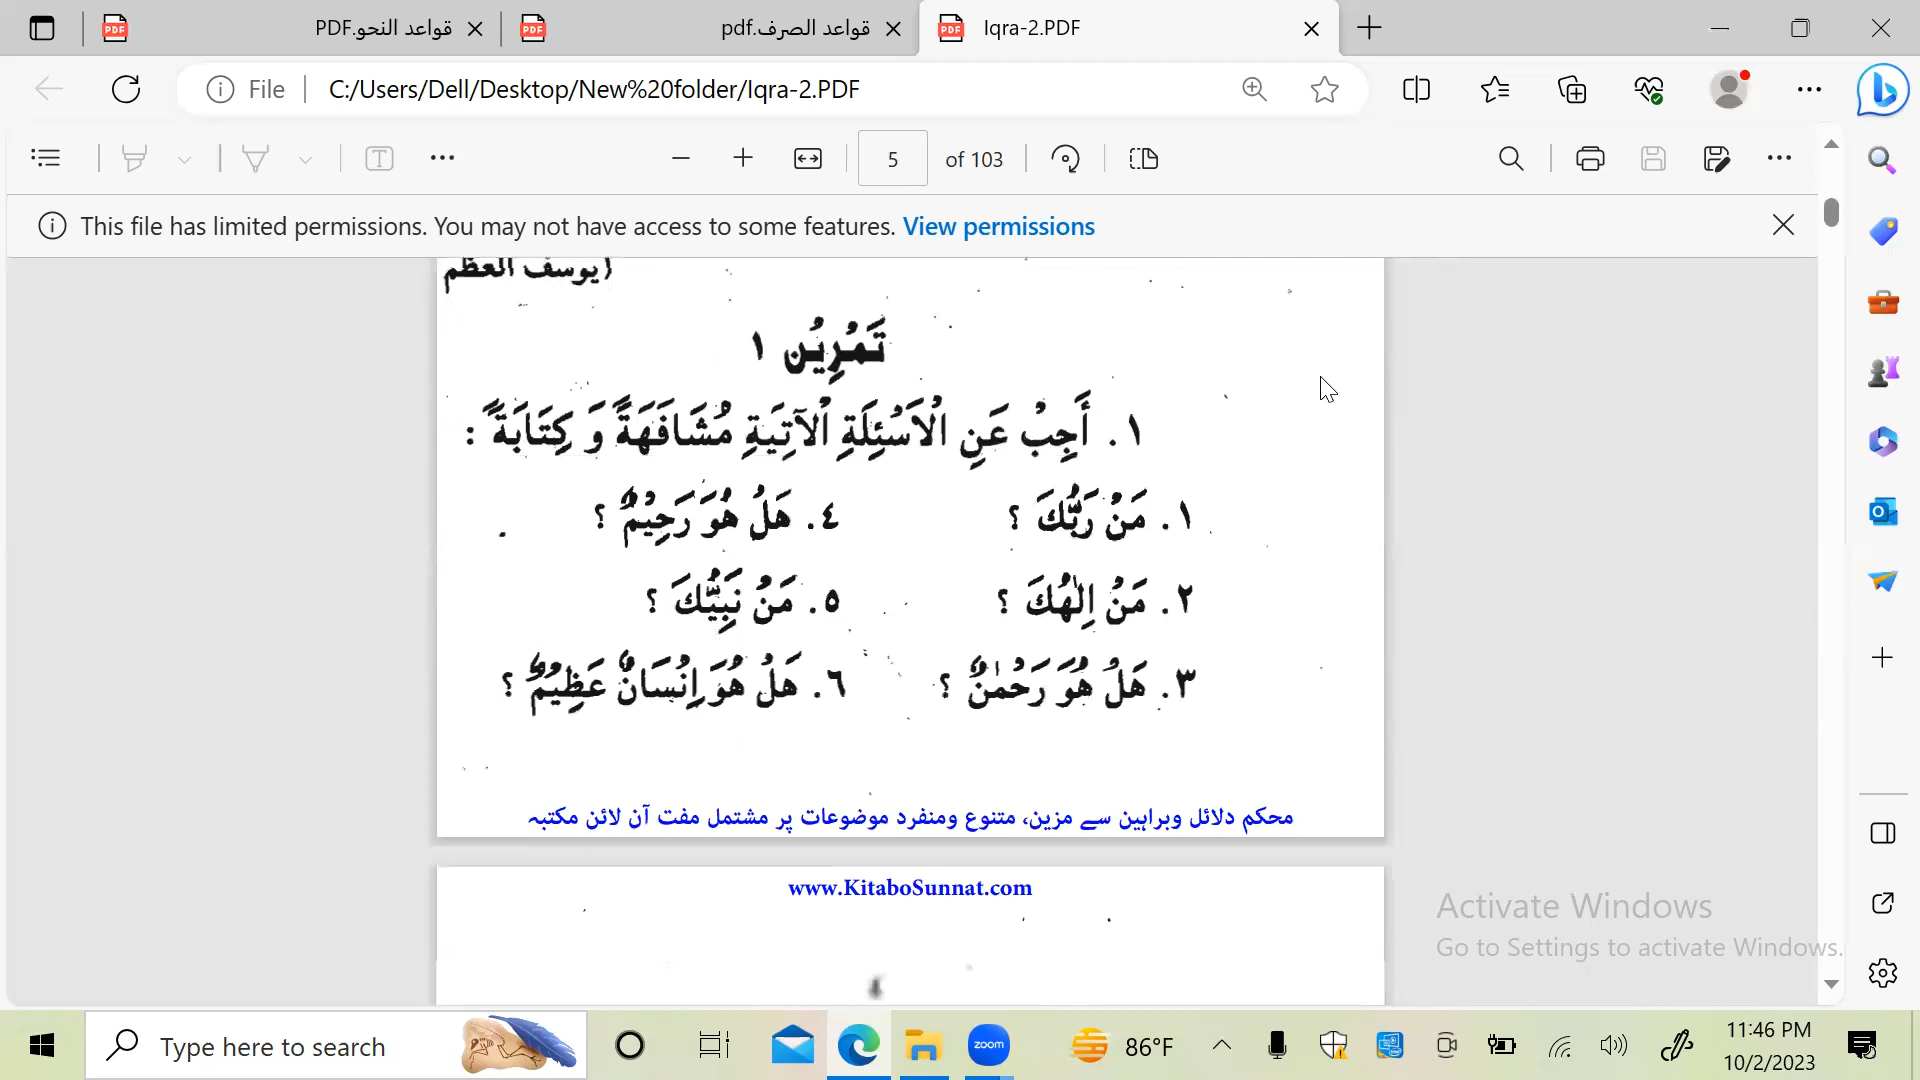 قواعد النحو.PDF
قواعد الصرف.pdf
Iqra-2.PDF
File
C:/Users/Dell/Desktop/New%20folder/Iqra-2.PDF
5 of 103
This file has limited permissions. You may not have access to some features. View permissions
(يوسف العظم
تَمْرِيْن ١
١. أَجِبْ عَنِ الْاَسْئِلَةِ الْآتِيَةِ مُشَافَهَةً وَ كِتَابَةً :
١. مَنْ رَبُّكَ ؟ ٤. هَلْ هُوَ رَحِيْمٌ ؟
٢. مَنْ اِلٰهُكَ ؟ ٥. مَنْ نَبِيُّكَ ؟
٣. هَلْ هُوَ رَحْمٰنٌ ؟ ٦. هَلْ هُوَ اِنْسَانٌ عَظِيْمٌ ؟
محکم دلائل وبراہین سے مزین، متنوع ومنفرد موضوعات پر مشتمل مفت آن لائن مکتبہ
www.KitaboSunnat.com
Activate Windows
Go to Settings to activate Windows.
Type here to search
zoom
86°F
11:46 PM
10/2/2023